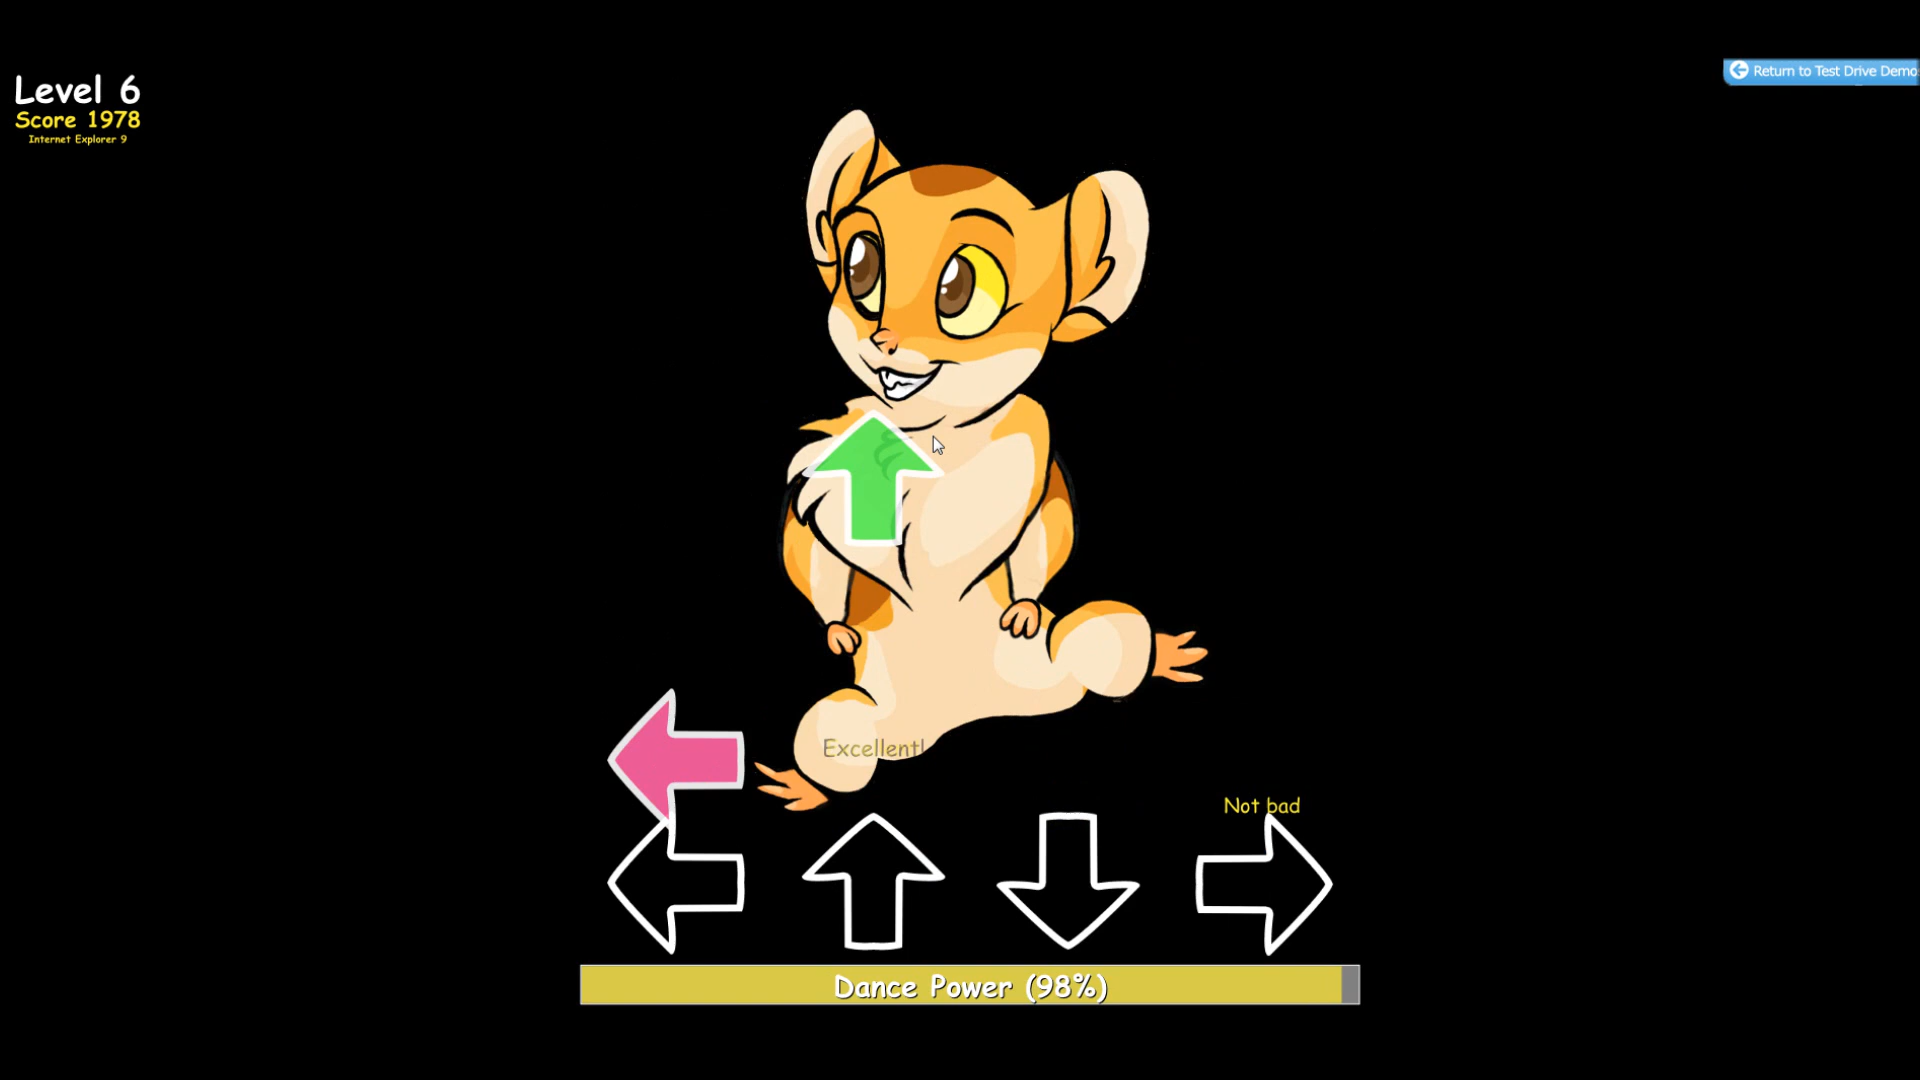 Level 6
Score 1978
Internet Explorer 9
Return to Test Drive Demo
Excellent!
Not bad
Dance Power (98%)